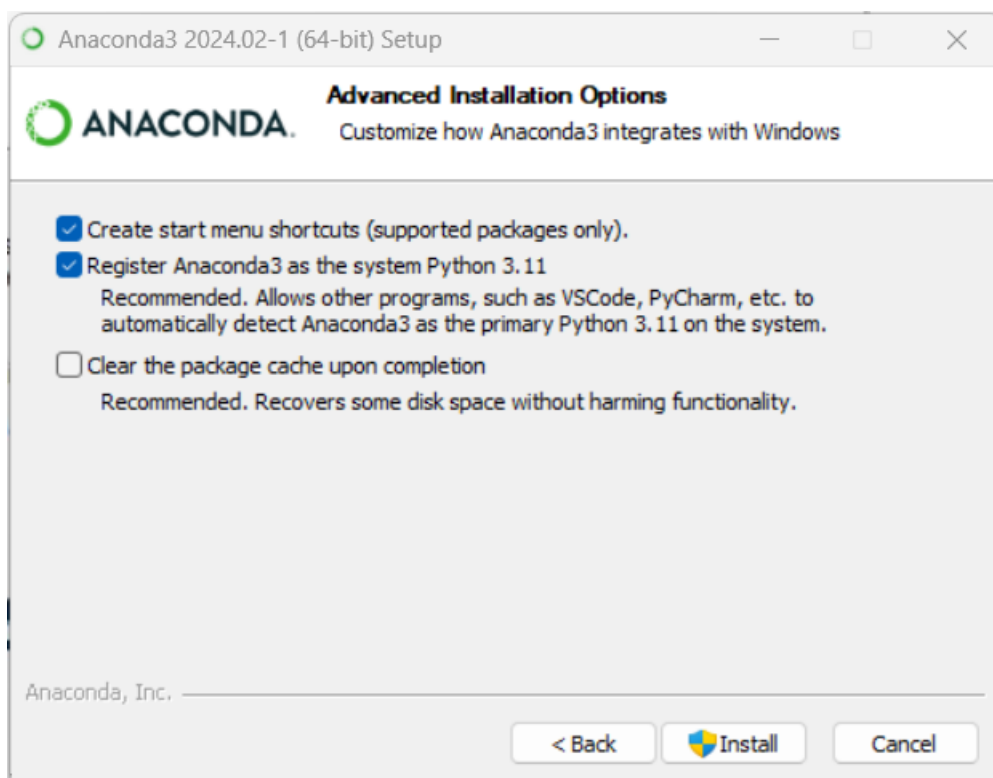 Anaconda3 2024.02-1 (64-bit) Setup
ANACONDA.
Advanced Installation Options
Customize how Anaconda3 integrates with Windows
Create start menu shortcuts (supported packages only).
Register Anaconda3 as the system Python 3.11
Recommended. Allows other programs, such as VSCode, PyCharm, etc. to
automatically detect Anaconda3 as the primary Python 3.11 on the system.
Clear the package cache upon completion
Recommended. Recovers some disk space without harming functionality.
Anaconda, Inc.
< Back
Install
Cancel